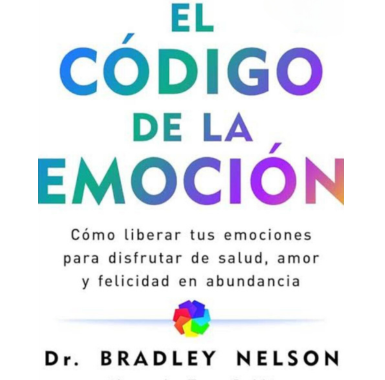 EL
CÓDIGO
DE LA
EMOCIÓN
Cómo liberar tus emociones
para disfrutar de salud, amor
y felicidad en abundancia
Dr. BRADLEY NELSON